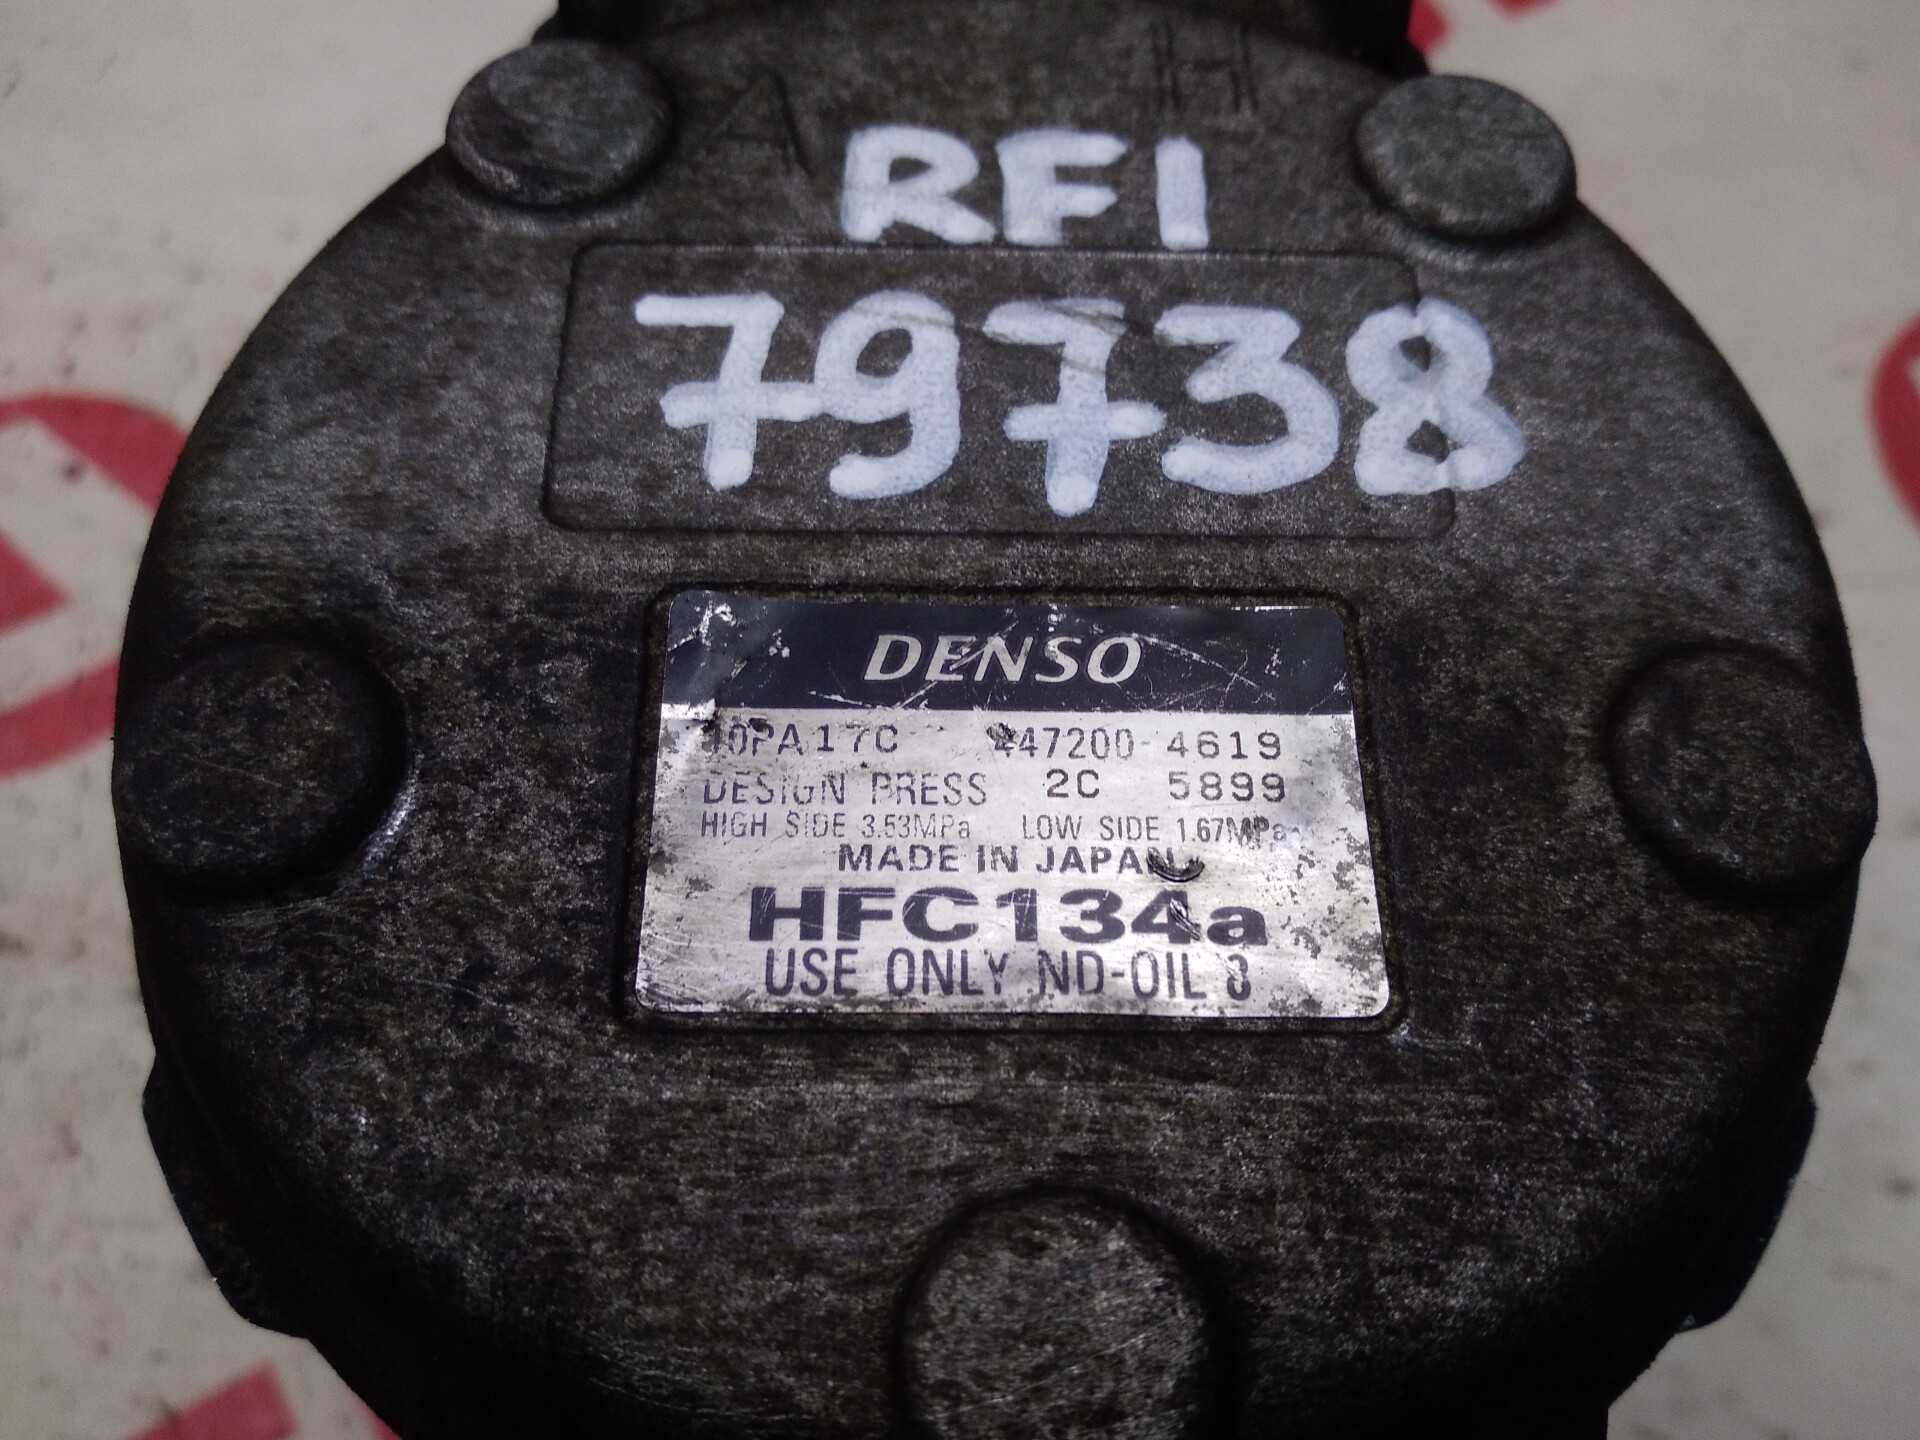 A H
RF1
79738
DENSO
10PA17C 447200-4619
DESIGN PRESS 2C 5899
HIGH SIDE 3.53MPa LOW SIDE 1.67MPa
MADE IN JAPAN
HFC134a
USE ONLY ND-OIL 8